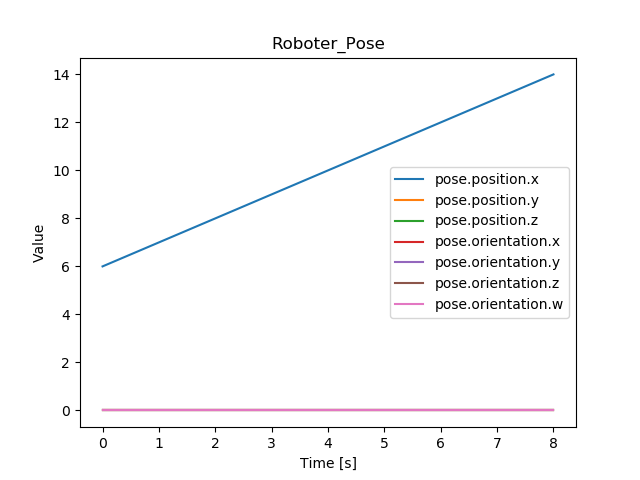 Roboter_Pose
Value
14
12
10
8
6
4
2
0
pose.position.x
pose.position.y
pose.position.z
pose.orientation.x
pose.orientation.y
pose.orientation.z
pose.orientation.w
0 1 2 3 4 5 6 7 8
Time [s]